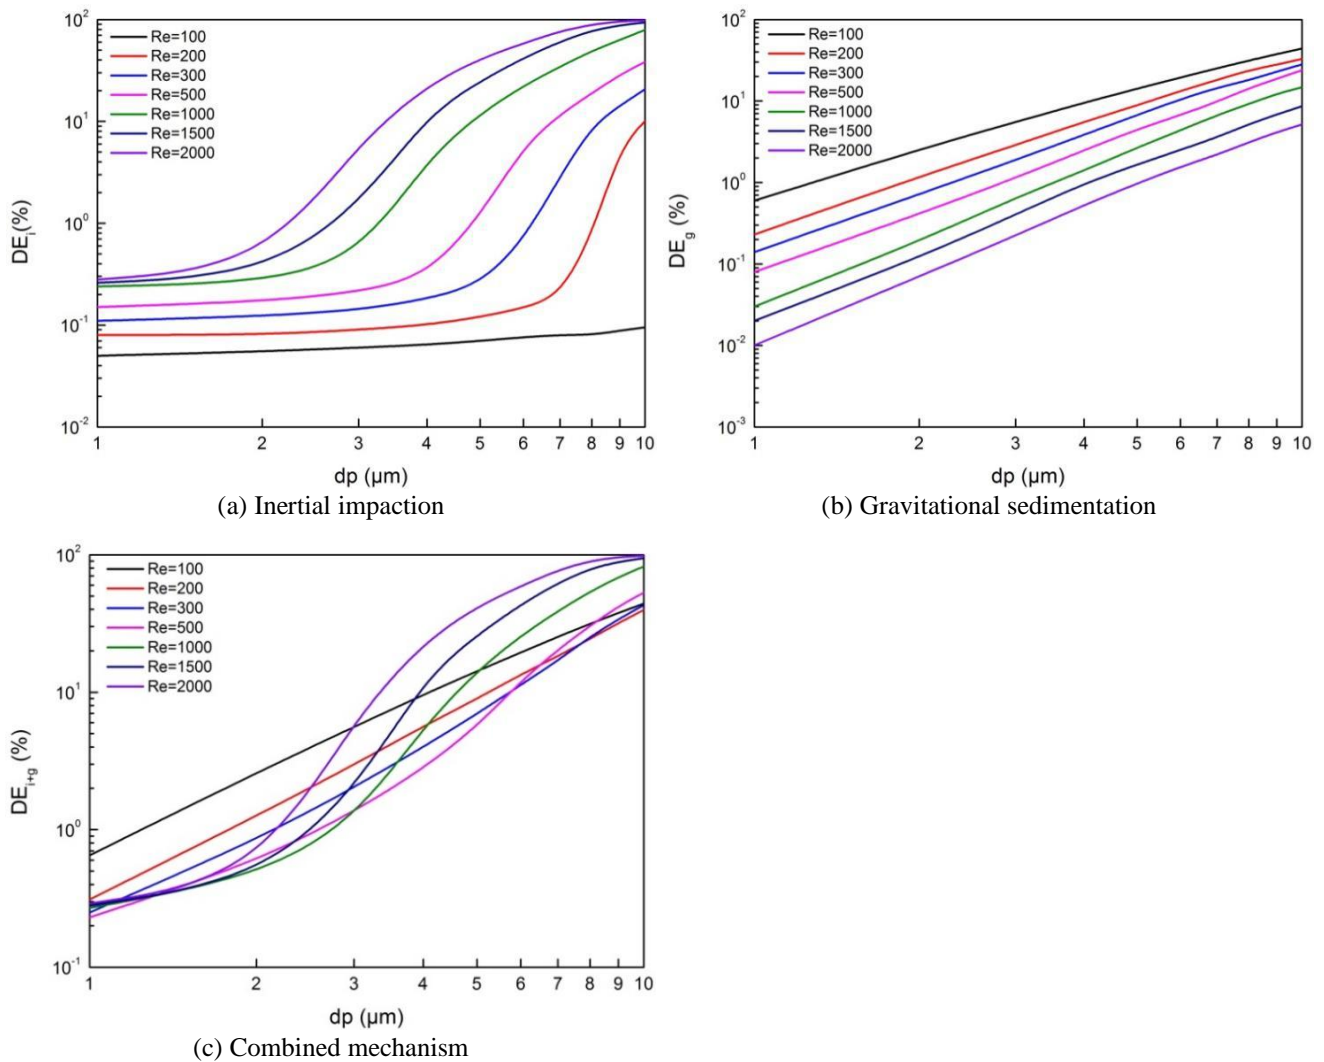 10²
10¹
10⁰
10⁻¹
10⁻²
DEᵢ(%)
Re=100
Re=200
Re=300
Re=500
Re=1000
Re=1500
Re=2000
1 2 3 4 5 6 7 8 9 10
dp (µm)
(a) Inertial impaction
10²
10¹
10⁰
10⁻¹
10⁻²
10⁻³
DE_g (%)
Re=100
Re=200
Re=300
Re=500
Re=1000
Re=1500
Re=2000
1 2 3 4 5 6 7 8 9 10
dp (µm)
(b) Gravitational sedimentation
10²
10¹
10⁰
10⁻¹
DE_i+g (%)
Re=100
Re=200
Re=300
Re=500
Re=1000
Re=1500
Re=2000
1 2 3 4 5 6 7 8 9 10
dp (µm)
(c) Combined mechanism